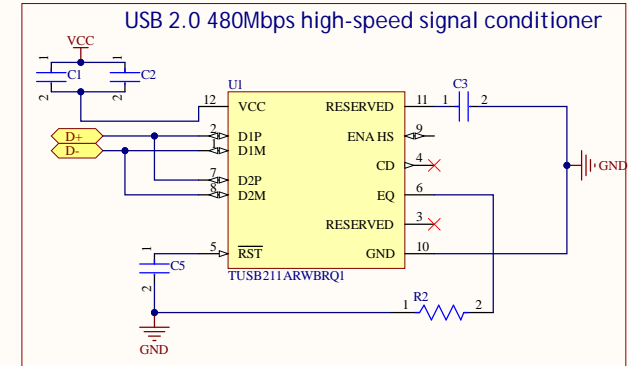 USB 2.0 480Mbps high-speed signal conditioner
VCC
1 1
C1 C2
2 2
U1
12 VCC RESERVED 11 1 C3 2
D+ 2 D1P ENA HS 9
D- 1 D1M
CD 4
GND
7 D2P
8 D2M EQ 6
RESERVED 3
5 RST GND 10
1
C5
2
TUSB211ARWBRQ1
1 R2 2
GND